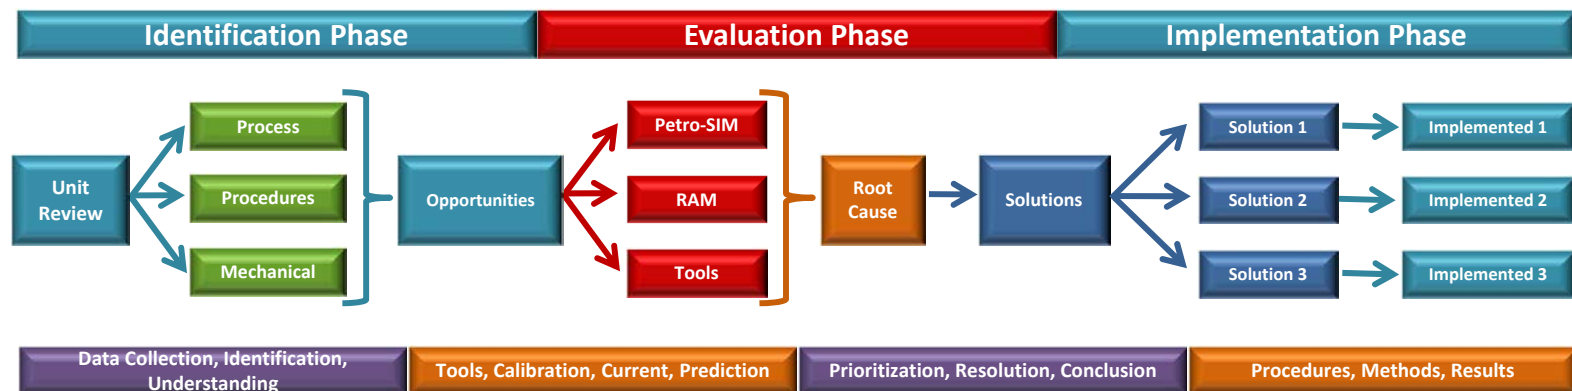 Identification Phase
Evaluation Phase
Implementation Phase
Unit
Review
Process
Procedures
Mechanical
Opportunities
Petro-SIM
RAM
Tools
Root
Cause
Solutions
Solution 1
Implemented 1
Solution 2
Implemented 2
Solution 3
Implemented 3
Data Collection, Identification,
Understanding
Tools, Calibration, Current, Prediction
Prioritization, Resolution, Conclusion
Procedures, Methods, Results